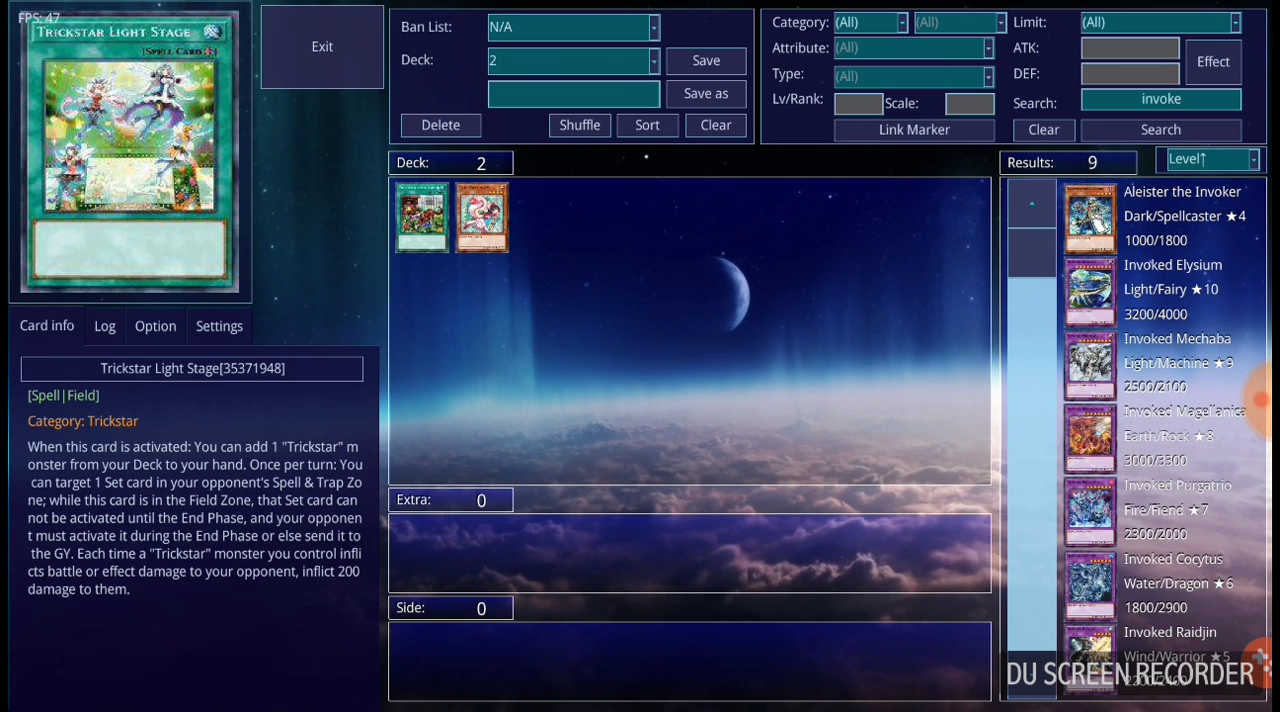 FPS: 47
TRICKSTAR LIGHT STAGE
[SPELL CARD]
Exit
Ban List:
N/A
Deck:
2
Save
Save as
Delete
Shuffle
Sort
Clear
Category:
(All)
(All)
Limit:
(All)
Attribute:
(All)
ATK:
Type:
(All)
DEF:
Effect
Lv/Rank:
Scale:
Search:
invoke
Link Marker
Clear
Search
Deck: 2
Results: 9
Level↑
Card info
Log
Option
Settings
Trickstar Light Stage[35371948]
[Spell|Field]
Category: Trickstar
When this card is activated: You can add 1 "Trickstar" m
onster from your Deck to your hand. Once per turn: You
can target 1 Set card in your opponent's Spell & Trap Zo
ne; while this card is in the Field Zone, that Set card can
not be activated until the End Phase, and your opponen
t must activate it during the End Phase or else send it to
the GY. Each time a "Trickstar" monster you control infli
cts battle or effect damage to your opponent, inflict 200
damage to them.
Extra: 0
Side: 0
Aleister the Invoker
Dark/Spellcaster ★4
1000/1800
Invoked Elysium
Light/Fairy ★10
3200/4000
Invoked Mechaba
Light/Machine ★9
2500/2100
Invoked Magellanica
Earth/Rock ★8
3000/3300
Invoked Purgatrio
Fire/Fiend ★7
2300/2000
Invoked Cocytus
Water/Dragon ★6
1800/2900
Invoked Raidjin
Wind/Warrior ★5
DU SCREEN RECORDER